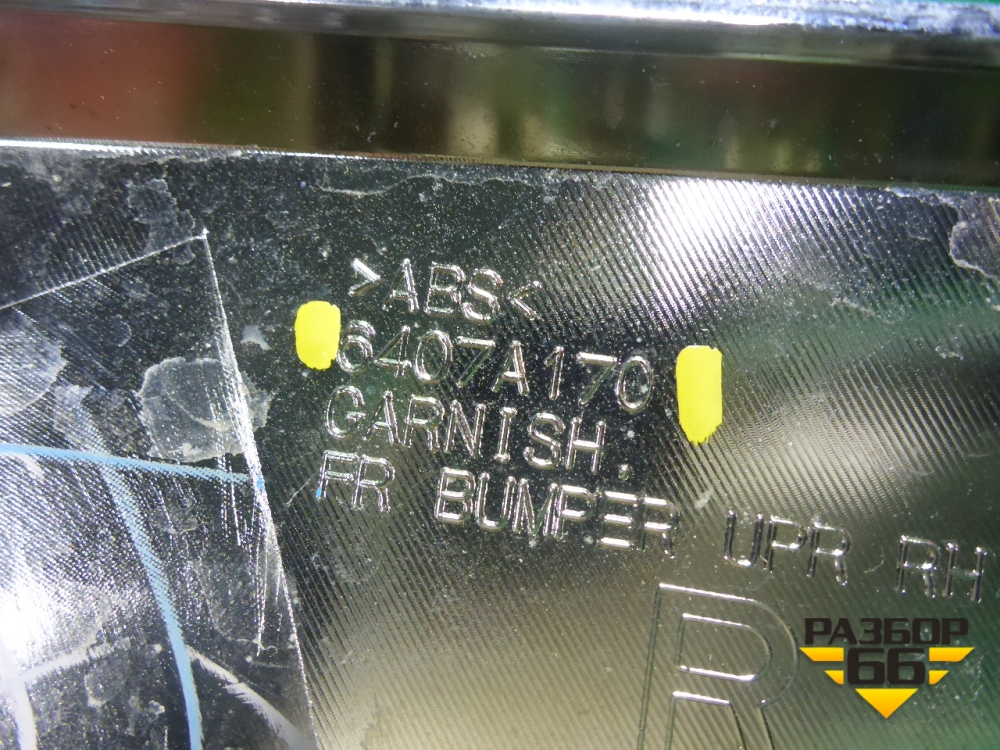 >ABS<
6407A170
GARNISH.
FR BUMPER UPR RH
R
РАЗБОР
66